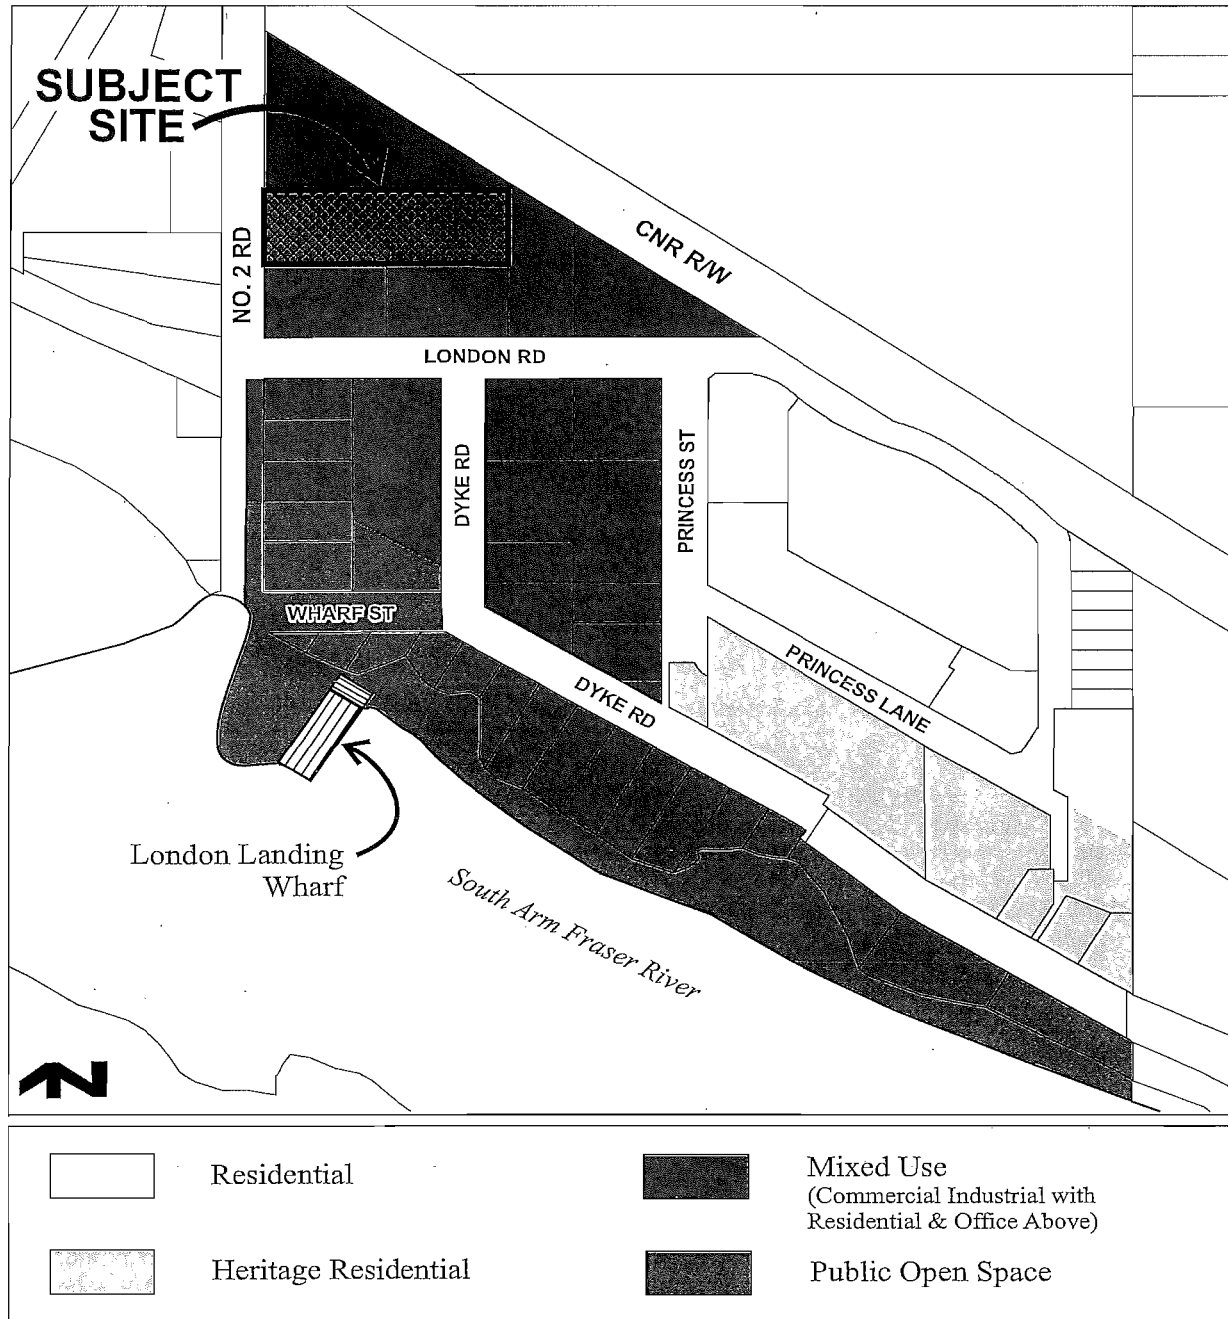 SUBJECT
SITE
CNR R/W
NO. 2 RD
LONDON RD
DYKE RD
PRINCESS ST
WHARF ST
PRINCESS LANE
DYKE RD
London Landing
Wharf
South Arm Fraser River
N
Residential
Mixed Use
(Commercial Industrial with
Residential & Office Above)
Heritage Residential
Public Open Space